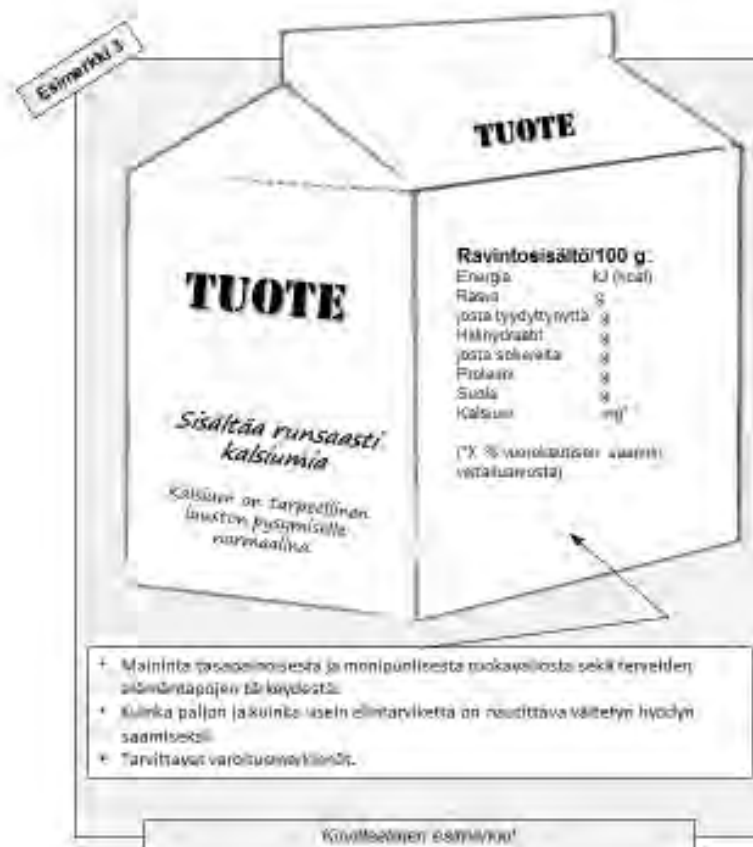 Esimerkki 3
TUOTE
TUOTE
Sisältää runsaasti
kalsiumia
Kalsium on tarpeellinen
luuston pysymiselle
normaalina
Ravintosisältö/100 g:
Energia kJ (kcal)
Rasva g
josta tyydyttynyttä g
Hiilihydraatit g
josta sokereita g
Proteiini g
Suola g
Kalsium mg*
(*X % vuorokautisen saannin
vertailuarvosta)
* Maininta tasapainoisesta ja monipuolisesta ruokavaliosta sekä terveiden
elämäntapojen tärkeydestä.
* Kuinka paljon ja kuinka usein elintarviketta on nautittava väitetyn hyödyn
saamiseksi.
* Tarvittavat varoitusmerkinnät.